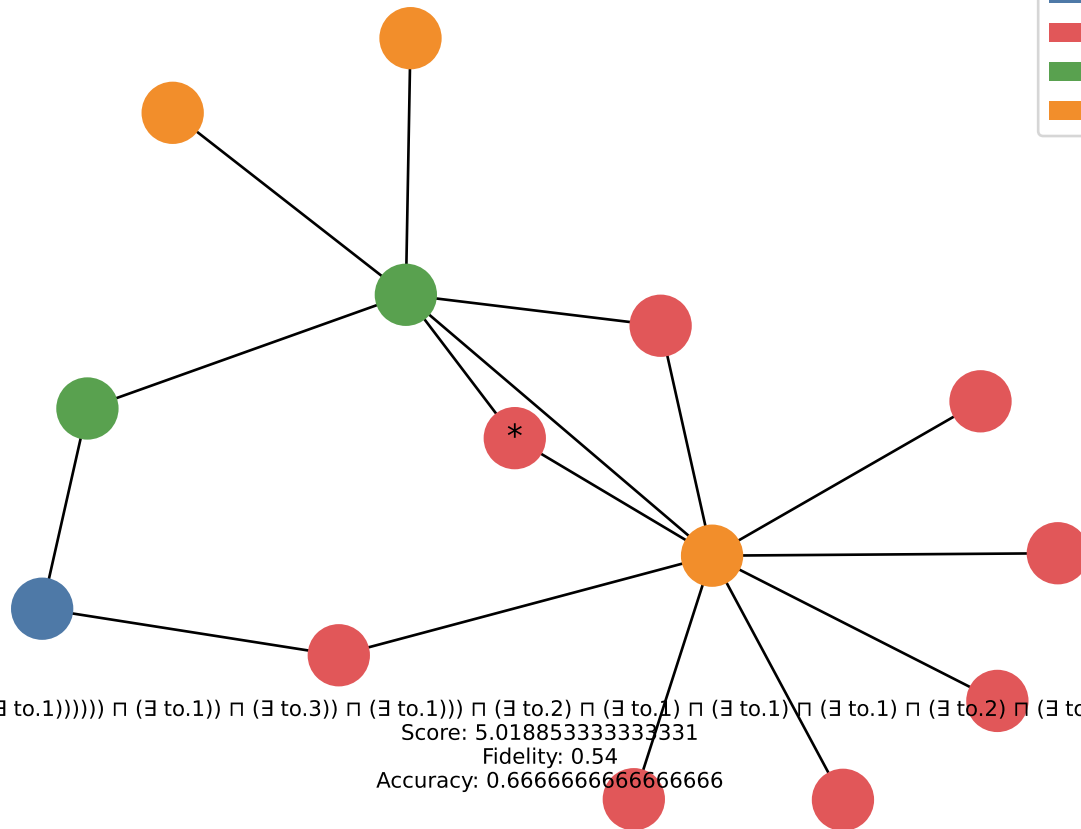 *
∃ to.1)))))) ⊓ (∃ to.1)) ⊓ (∃ to.3)) ⊓ (∃ to.1))) ⊓ (∃ to.2) ⊓ (∃ to.1) ⊓ (∃ to.1) ⊓ (∃ to.1) ⊓ (∃ to.2) ⊓ (∃ to
Score: 5.018853333333331
Fidelity: 0.54
Accuracy: 0.6666666666666666